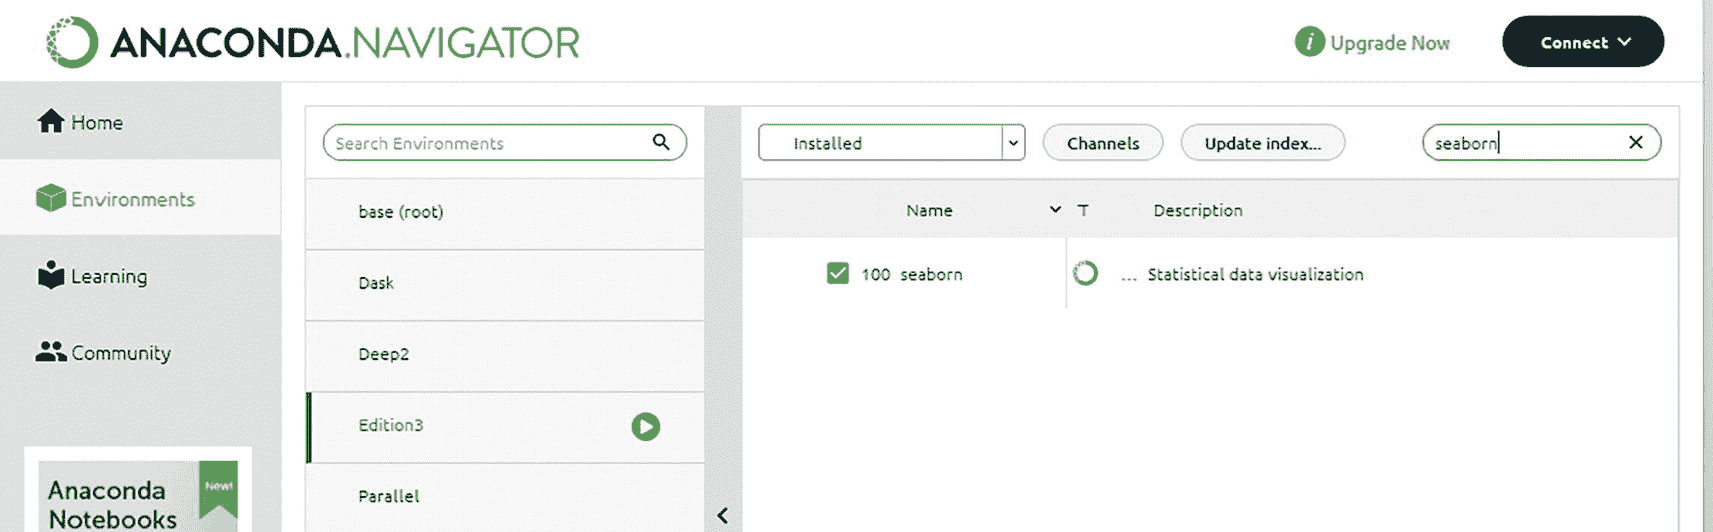 ANACONDA.NAVIGATOR
i Upgrade Now
Connect
Home
Environments
Learning
Community
Anaconda
Notebooks
New!
Search Environments
base (root)
Dask
Deep2
Edition3
Parallel
Installed
Channels
Update index...
seaborn
Name
T
Description
100 seaborn
... Statistical data visualization